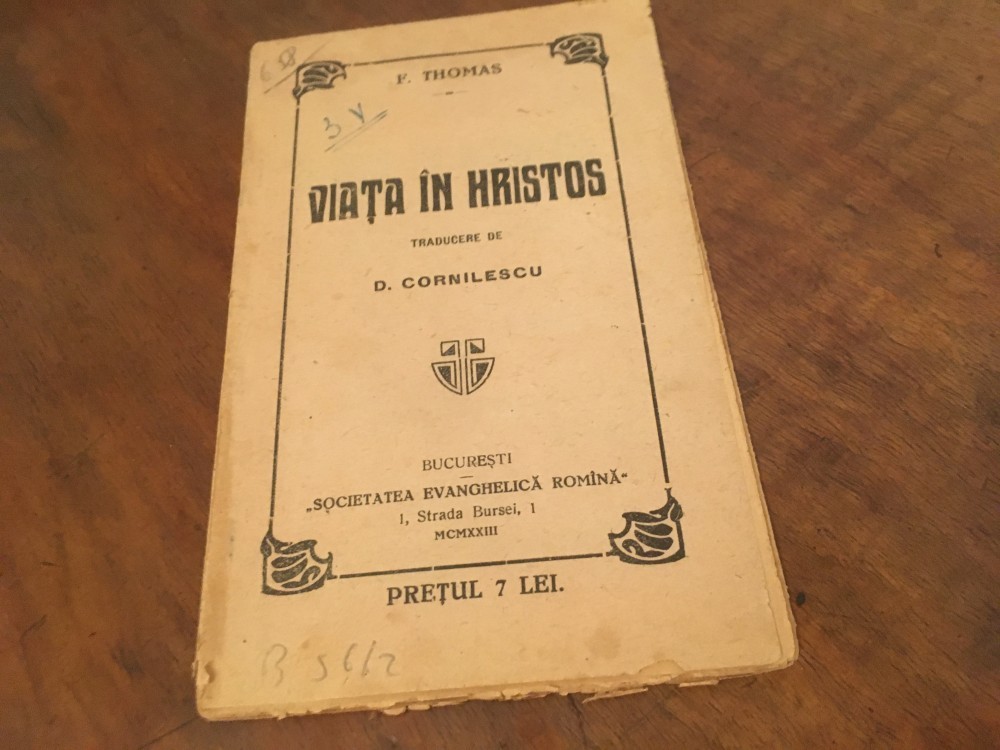 F. THOMAS
3 V
VIAȚA ÎN HRISTOS
TRADUCERE DE
D. CORNILESCU
BUCUREȘTI
„SOCIETATEA EVANGHELICĂ ROMÎNĂ“
1, Strada Bursei, 1
MCMXXIII
PREȚUL 7 LEI.